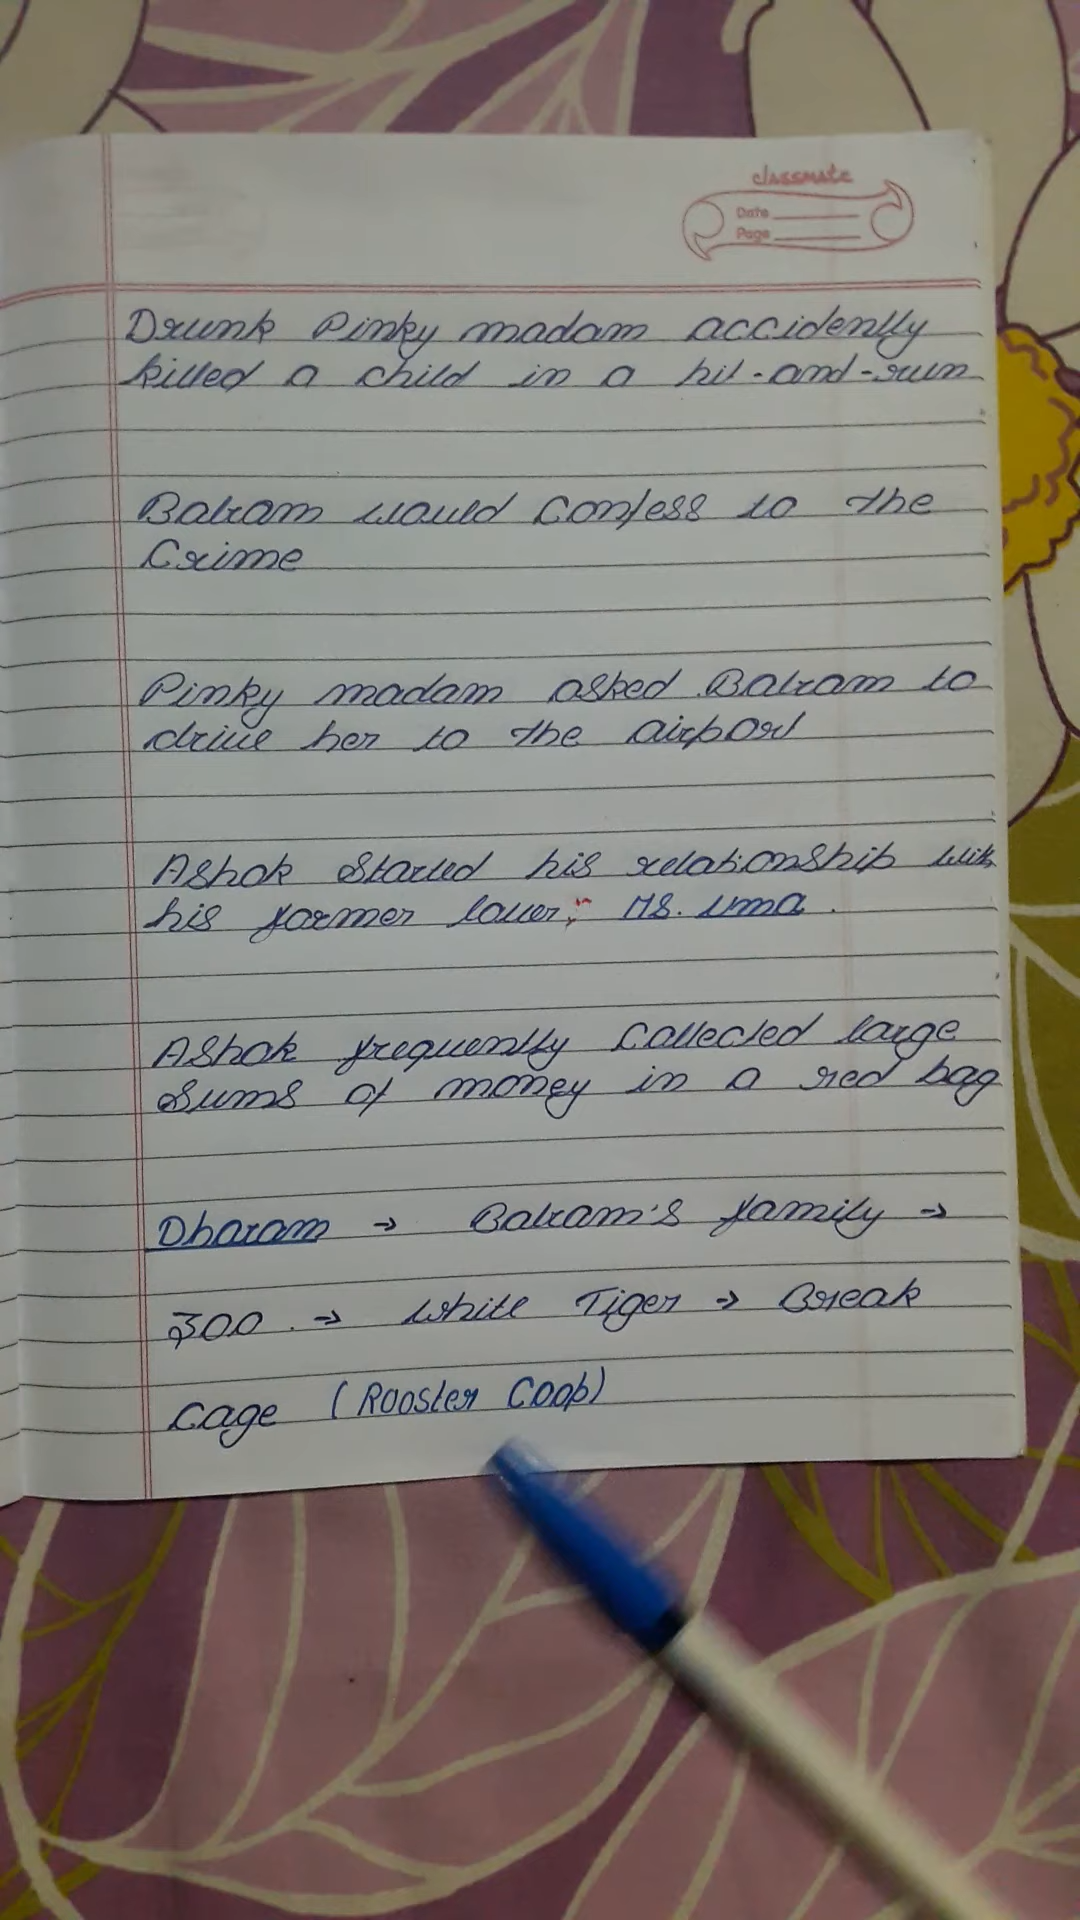 classmate
Date
Page
Drunk Pinky madam accidenlly
killed a child in a hit-and-run
Balram would confess to the
Crime
Pinky madam asked Balram to
drive her to the airport
Ashok started his relationship with
his former lover, Ms. Uma.
Ashok frequently collected large
sums of money in a red bag
Dharam → Balram's family →
Zoo → White Tiger → Break
Cage (Rooster Coop)